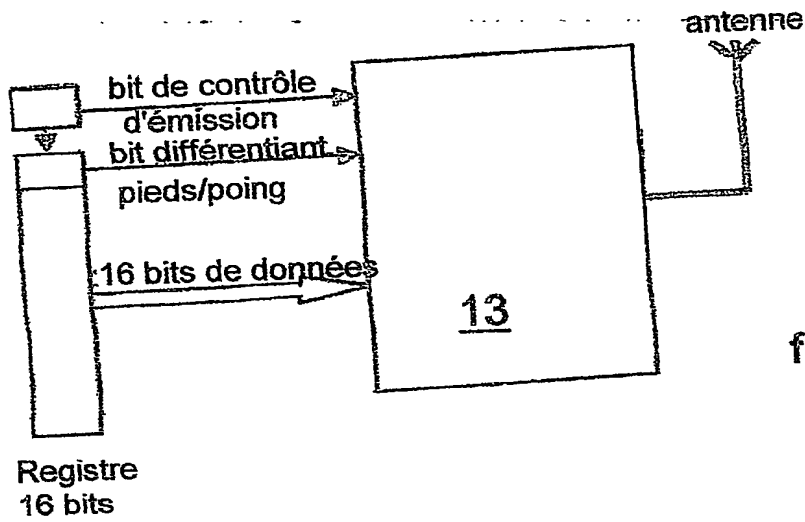 antenne
bit de contrôle
d'émission
bit différentiant
pieds/poing
16 bits de données
13
f
Registre
16 bits